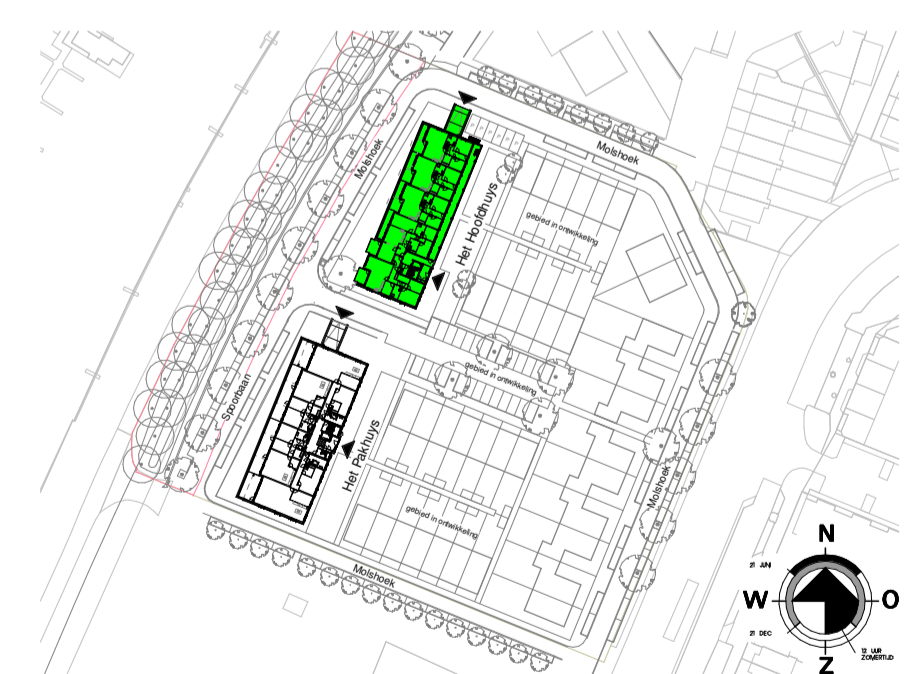 Molshoek
Molshoek
Het Hoofdhuys
gebied in ontwikkeling
gebied in ontwikkeling
Spoorbaan
Het Pakhuys
gebied in ontwikkeling
Molshoek
Molshoek
N
21 JUNI
W
O
21 DEC
Z
12 UUR
ZOMERTIJD